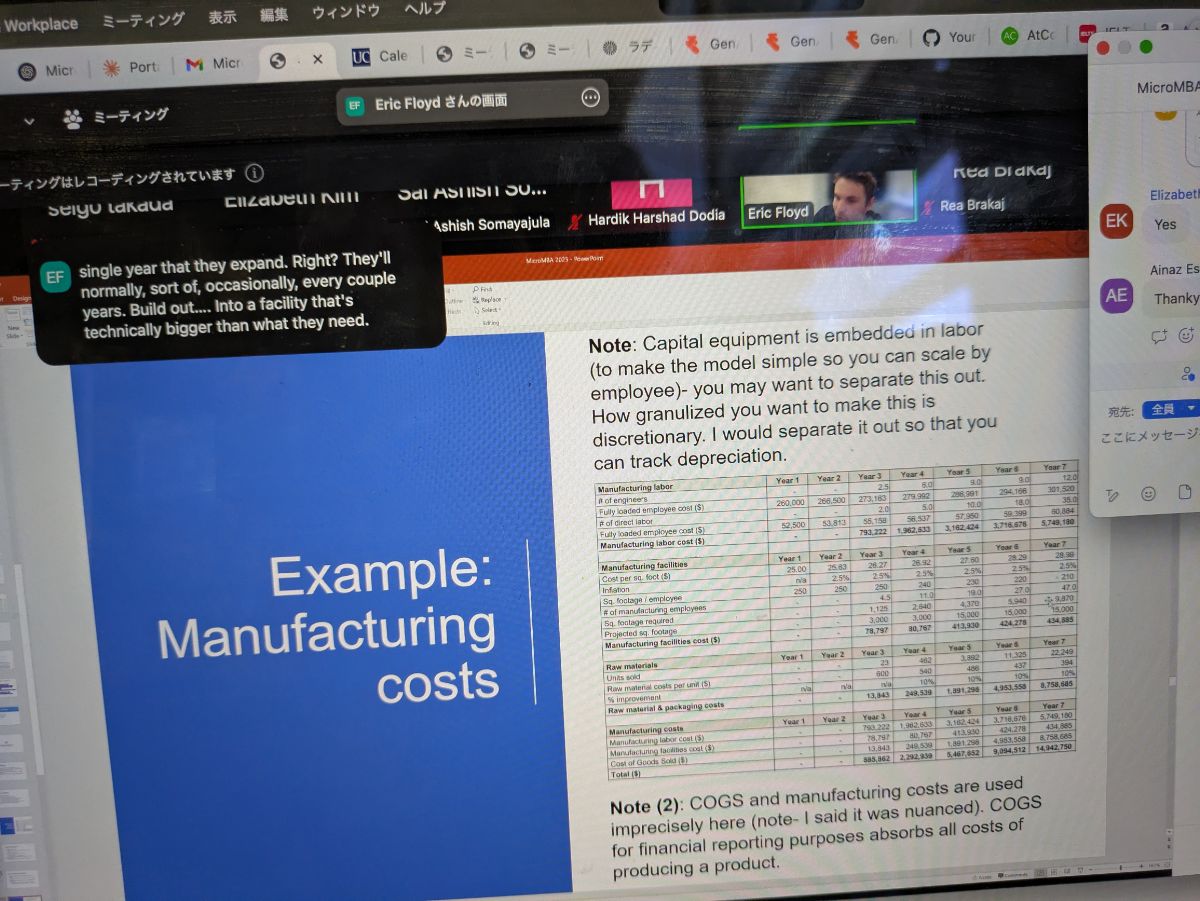 Workplace ミーティング 表示 編集 ウィンドウ ヘルプ
Micr
Port
Micr
UC Cale
ミー
ミー
ラデ
Gen
Gen
Gen
Your
AC AtCo
ミーティング
EF Eric Floyd さんの画面
MicroMBA
ーティングはレコーディングされています
Elizabeth Kim
Ashish Somayajula
Hardik Harshad Dodia
Eric Floyd
Rea Brakaj
EF
single year that they expand. Right? They'll
normally, sort of, occasionally, every couple
years. Build out.... Into a facility that's
technically bigger than what they need.
MicroMBA 2023 - PowerPoint
Design
New
Slide
Find
Replace
Select
Editing
Elizabeth
EK Yes
Ainaz Es
AE Thanky
宛先: 全員
ここにメッセージ
Example:
Manufacturing
costs
Note: Capital equipment is embedded in labor
(to make the model simple so you can scale by
employee)- you may want to separate this out.
How granulized you want to make this is
discretionary. I would separate it out so that you
can track depreciation.
Manufacturing labor Year 1 Year 2 Year 3 Year 4 Year 5 Year 6 Year 7
# of engineers - - 2.5 6.0 9.0 9.0 12.0
Fully loaded employee cost ($) 260,000 266,500 273,163 279,992 286,991 294,166 301,520
# of direct labor - - 2.0 5.0 10.0 18.0 35.0
Fully loaded employee cost ($) 52,500 53,813 55,158 56,537 57,950 59,399 60,884
Manufacturing labor cost ($) - - 793,222 1,962,633 3,162,424 3,716,676 5,749,180
Manufacturing facilities Year 1 Year 2 Year 3 Year 4 Year 5 Year 6 Year 7
Cost per sq. foot ($) 25.00 25.63 26.27 26.92 27.60 28.29 28.99
Inflation n/a 2.5% 2.5% 2.5% 2.5% 2.5% 2.5%
Sq. footage / employee 250 250 250 240 230 220 210
# of manufacturing employees - - 4.5 11.0 19.0 27.0 47.0
Sq. footage required - - 1,125 2,640 4,370 5,940 9,870
Projected sq. footage - - 3,000 3,000 15,000 15,000 15,000
Manufacturing facilities cost ($) - - 78,797 80,767 413,930 424,278 434,885
Raw materials Year 1 Year 2 Year 3 Year 4 Year 5 Year 6 Year 7
Units sold - - 23 462 3,892 11,325 22,249
Raw material costs per unit ($) - - 600 540 486 437 394
% improvement n/a n/a n/a 10% 10% 10% 10%
Raw material & packaging costs - - 13,843 249,539 1,891,298 4,953,558 8,758,685
Manufacturing costs Year 1 Year 2 Year 3 Year 4 Year 5 Year 6 Year 7
Manufacturing labor cost ($) - - 793,222 1,962,633 3,162,424 3,716,676 5,749,180
Manufacturing facilities cost ($) - - 78,797 80,767 413,930 424,278 434,885
Cost of Goods Sold ($) - - 13,843 249,539 1,891,298 4,953,558 8,758,685
Total ($) - - 885,862 2,292,939 5,467,652 9,094,512 14,942,750
Note (2): COGS and manufacturing costs are used
imprecisely here (note- I said it was nuanced). COGS
for financial reporting purposes absorbs all costs of
producing a product.